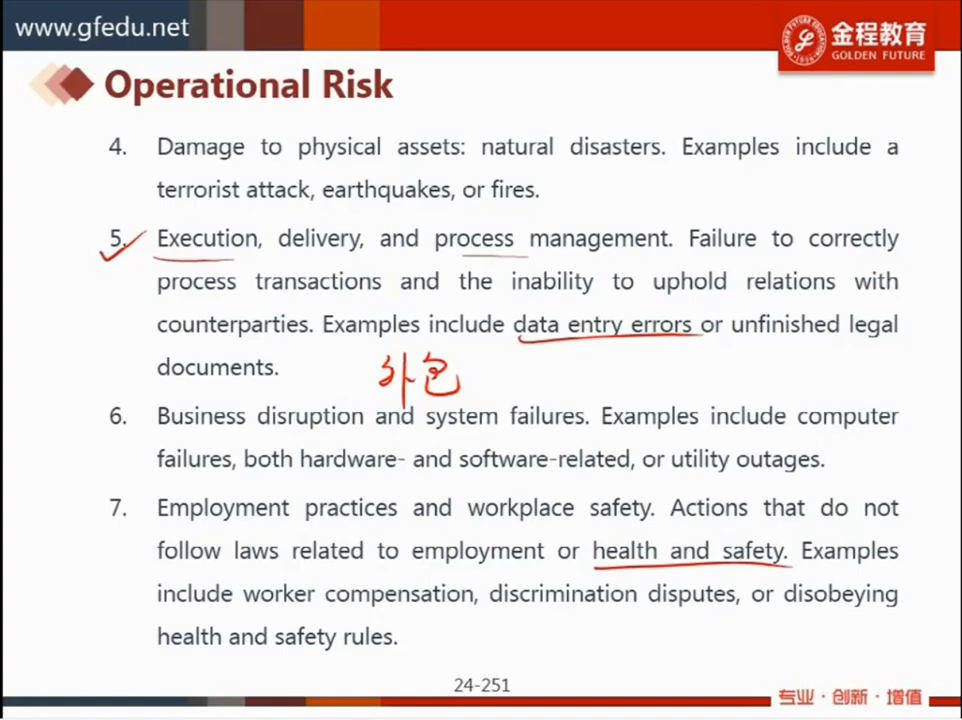 www.gfedu.net
金程教育
GOLDEN FUTURE
Operational Risk
4. Damage to physical assets: natural disasters. Examples include a
terrorist attack, earthquakes, or fires.
5. Execution, delivery, and process management. Failure to correctly
process transactions and the inability to uphold relations with
counterparties. Examples include data entry errors or unfinished legal
documents.
外包
6. Business disruption and system failures. Examples include computer
failures, both hardware- and software-related, or utility outages.
7. Employment practices and workplace safety. Actions that do not
follow laws related to employment or health and safety. Examples
include worker compensation, discrimination disputes, or disobeying
health and safety rules.
24-251
专业·创新·增值